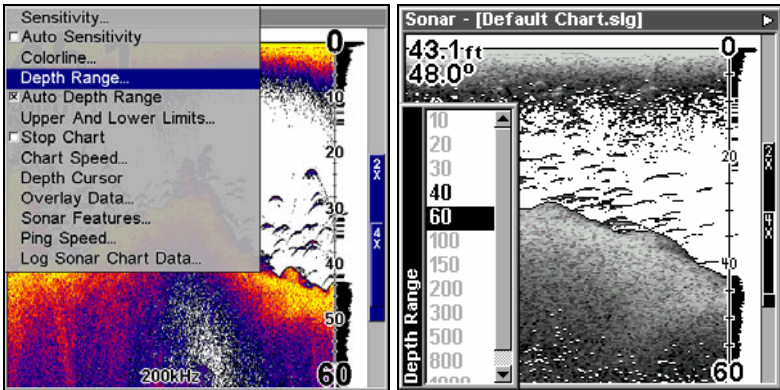 Sensitivity...
Auto Sensitivity
Colorline...
Depth Range...
Auto Depth Range
Upper And Lower Limits...
Stop Chart
Chart Speed...
Depth Cursor
Overlay Data...
Sonar Features...
Ping Speed...
Log Sonar Chart Data...
0
10
20
30
40
50
60
2X
4X
200kHz
Sonar - [Default Chart.slg]
43.1 ft
48.0º
Depth Range
10
20
30
40
60
100
150
200
300
500
800
0
20
40
60
2X
4X